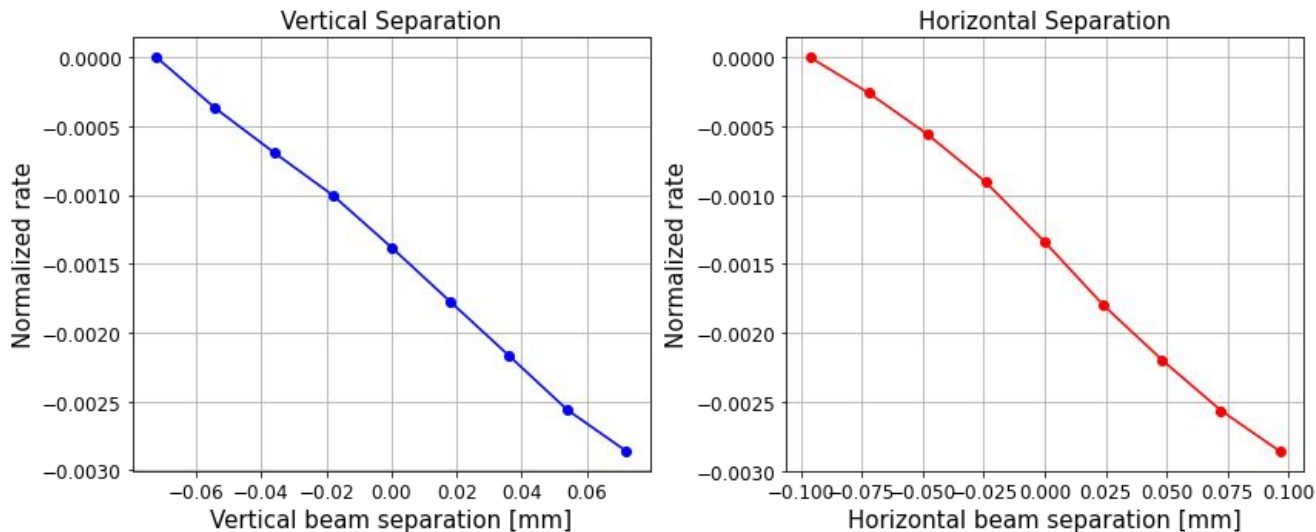 Vertical Separation
Normalized rate
0.0000
−0.0005
−0.0010
−0.0015
−0.0020
−0.0025
−0.0030
−0.06 −0.04 −0.02 0.00 0.02 0.04 0.06
Vertical beam separation [mm]
Horizontal Separation
Normalized rate
0.0000
−0.0005
−0.0010
−0.0015
−0.0020
−0.0025
−0.0030
−0.100 −0.075 −0.050 −0.025 0.000 0.025 0.050 0.075 0.100
Horizontal beam separation [mm]